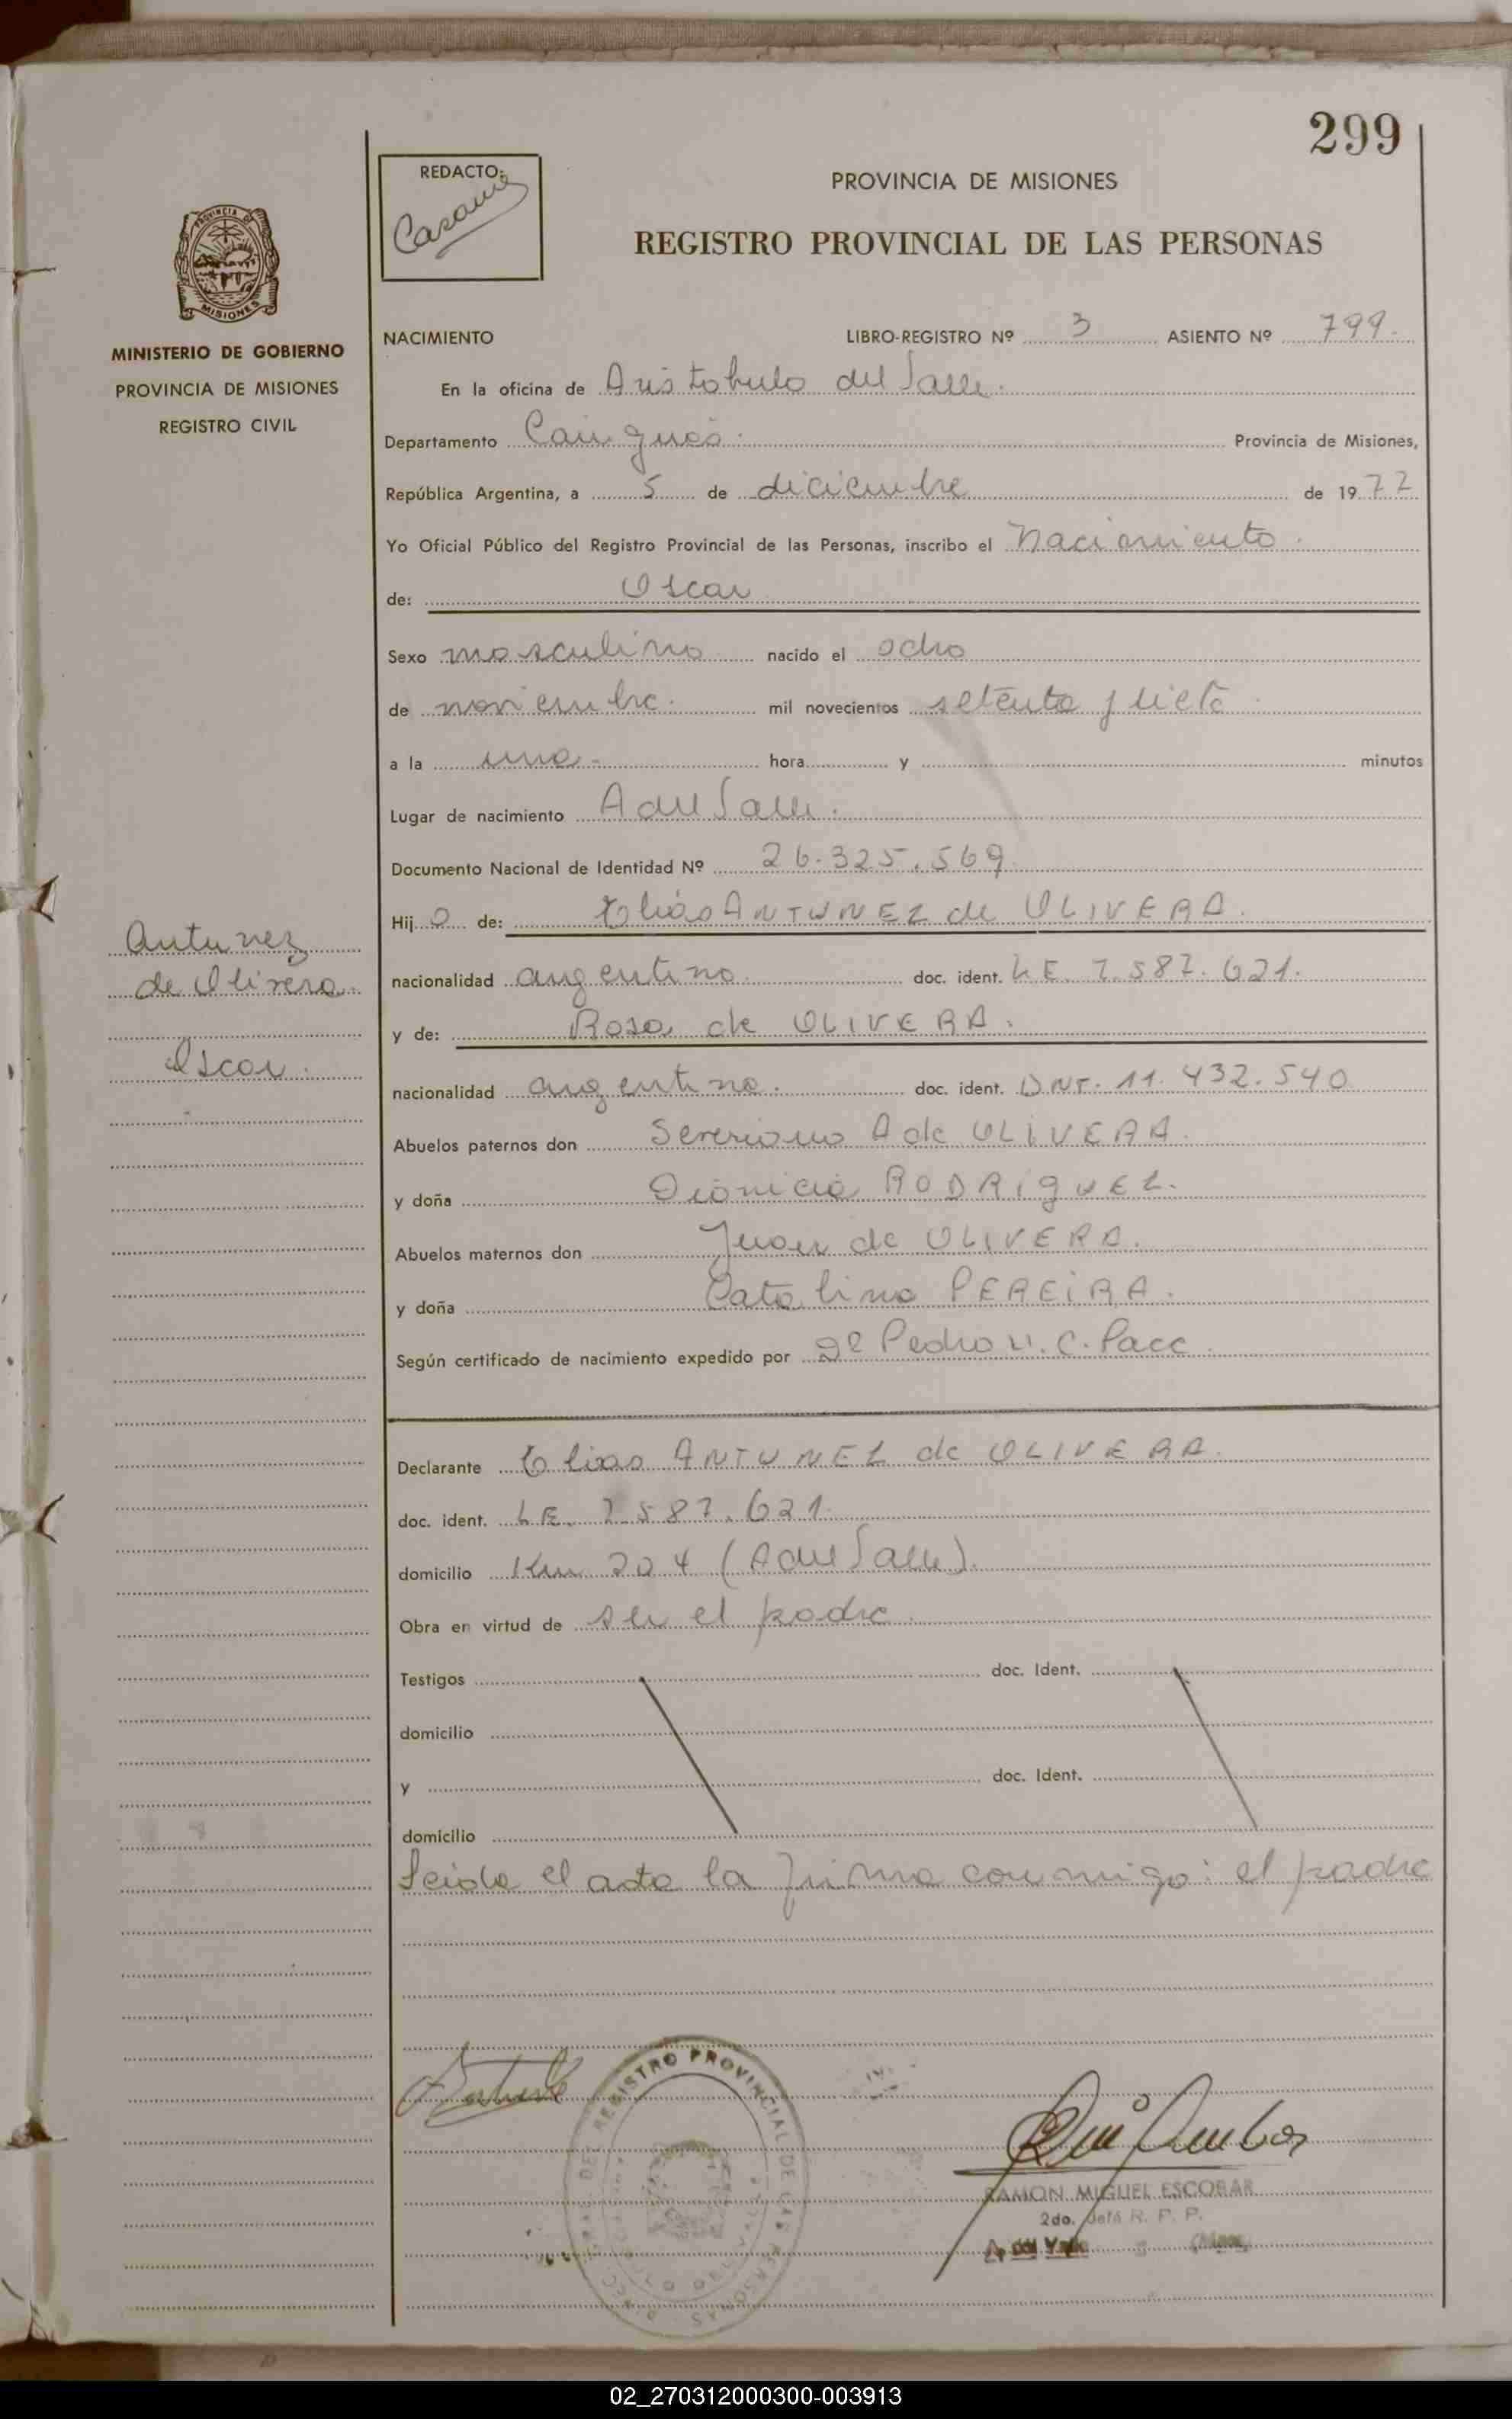 299
REDACTO:
PROVINCIA DE MISIONES
REGISTRO PROVINCIAL DE LAS PERSONAS
MISIONES
MINISTERIO DE GOBIERNO
PROVINCIA DE MISIONES
REGISTRO CIVIL
NACIMIENTO LIBRO-REGISTRO Nº 3 ASIENTO Nº 799.
En la oficina de Aristobulo del Valle.
Departamento Cainguás. Provincia de Misiones,
República Argentina, a 5 de diciembre de 1977
Yo Oficial Público del Registro Provincial de las Personas, inscribo el Nacimiento.
de: Oscar
Sexo masculino nacido el ocho
de noviembre. mil novecientos setenta y siete.
a la una. hora y minutos
Lugar de nacimiento A del Valle.
Documento Nacional de Identidad Nº 26.325.569
Hij o de: Elias ANTUNEZ de OLIVERA.
Antunez
de Olivera.
Oscar.
nacionalidad argentino. doc. ident. LE. 7.587.621.
y de: Rosa de OLIVERA.
nacionalidad argentina. doc. ident. DNI. 11.432.540
Abuelos paternos don Severiano A de OLIVERA.
y doña Dionicia RODRIGUEZ.
Abuelos maternos don Juan de OLIVERA.
y doña Catalina PEREIRA.
Según certificado de nacimiento expedido por Pedro C. Pace.
Declarante Elias ANTUNEZ de OLIVERA.
doc. ident. LE. 7.587.621.
domicilio Km 204 (A del Valle).
Obra en virtud de ser el padre.
Testigos doc. Ident.
domicilio
y doc. Ident.
domicilio
Leida el acta la firma conmigo: el padre
REGISTRO PROVINCIAL DE LAS PERSONAS
RAMON MIGUEL ESCOBAR
2do. Jefe R. P. P.
A. del Valle (Mnes)
02_270312000300-003913